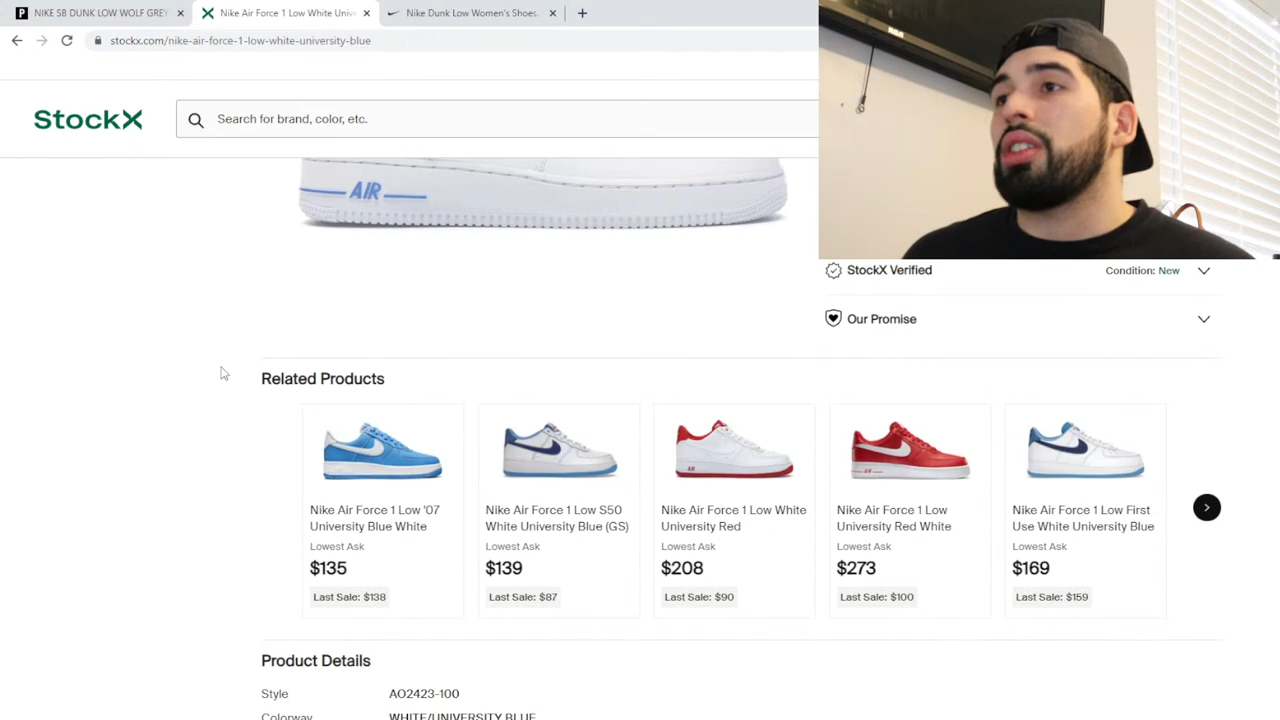 NIKE SB DUNK LOW WOLF GREY
Nike Air Force 1 Low White Unive
Nike Dunk Low Women's Shoes.
stockx.com/nike-air-force-1-low-white-university-blue
StockX
Search for brand, color, etc.
RCA
AIR
StockX Verified
Condition: New
Our Promise
Related Products
Nike Air Force 1 Low '07
University Blue White
Lowest Ask
$135
Last Sale: $138
Nike Air Force 1 Low S50
White University Blue (GS)
Lowest Ask
$139
Last Sale: $87
Nike Air Force 1 Low White
University Red
Lowest Ask
$208
Last Sale: $90
Nike Air Force 1 Low
University Red White
Lowest Ask
$273
Last Sale: $100
Nike Air Force 1 Low First
Use White University Blue
Lowest Ask
$169
Last Sale: $159
Product Details
Style AO2423-100
Colorway WHITE/UNIVERSITY BLUE